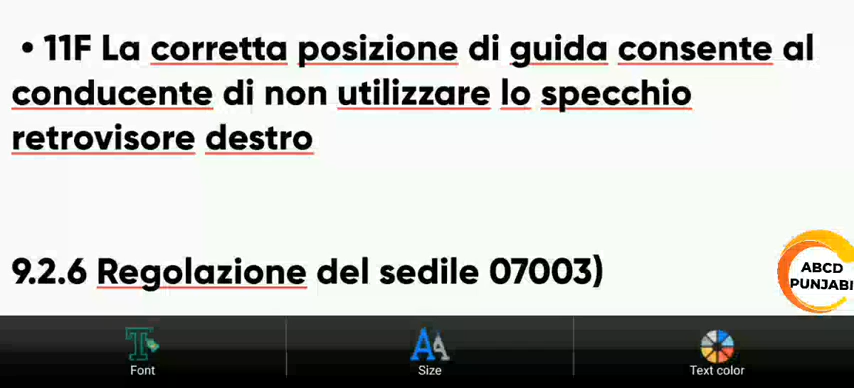 • 11F La corretta posizione di guida consente al
conducente di non utilizzare lo specchio
retrovisore destro
9.2.6 Regolazione del sedile 07003)
ABCD
PUNJABI
Font
Size
Text color